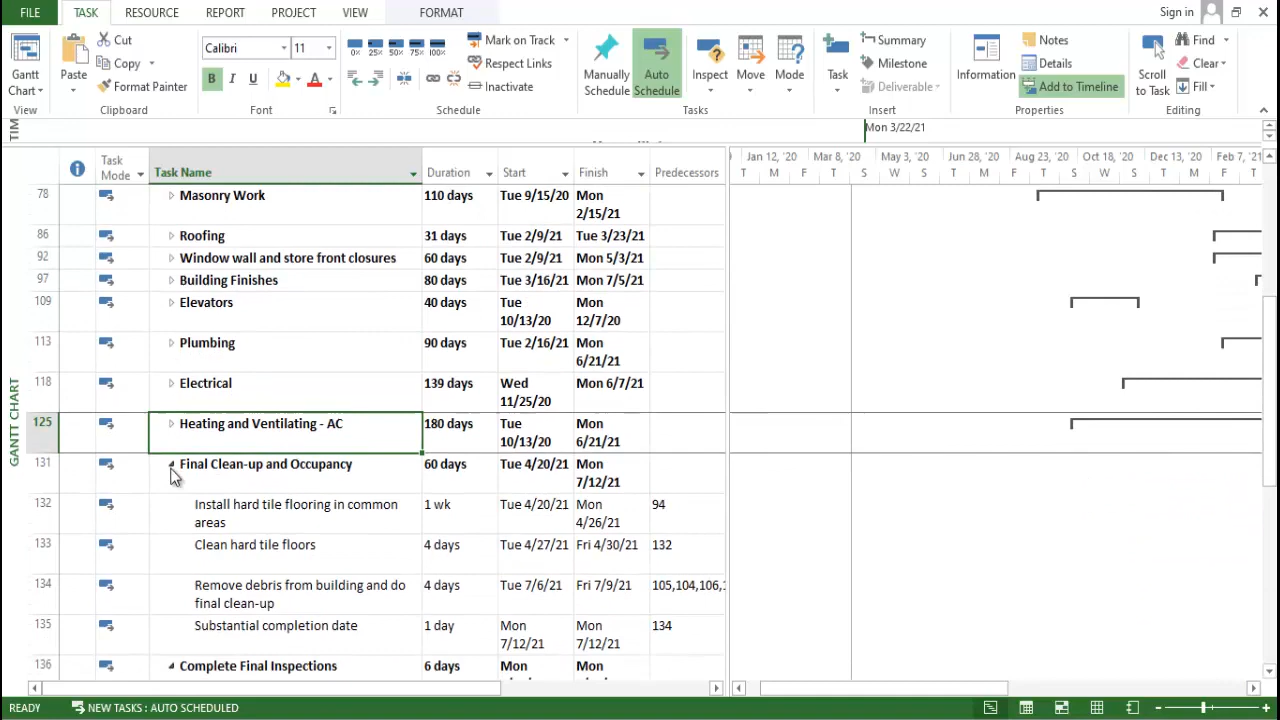 FILE TASK RESOURCE REPORT PROJECT VIEW FORMAT Sign in
Gantt Chart
View
Paste
Cut
Copy
Format Painter
Clipboard
Calibri 11
B I U A
Font
0% 25% 50% 75% 100%
Mark on Track
Respect Links
Inactivate
Schedule
Manually Schedule
Auto Schedule
Inspect
Move
Mode
Tasks
Task
Summary
Milestone
Deliverable
Insert
Information
Notes
Details
Add to Timeline
Properties
Scroll to Task
Find
Clear
Fill
Editing
TIM
Mon 3/22/21
Task Mode Task Name Duration Start Finish Predecessors
Jan 12, '20 Mar 8, '20 May 3, '20 Jun 28, '20 Aug 23, '20 Oct 18, '20 Dec 13, '20 Feb 7, '21
T M F T S W S T M F T S W S T M F T
GANTT CHART
78 Masonry Work 110 days Tue 9/15/20 Mon 2/15/21
86 Roofing 31 days Tue 2/9/21 Tue 3/23/21
92 Window wall and store front closures 60 days Tue 2/9/21 Mon 5/3/21
97 Building Finishes 80 days Tue 3/16/21 Mon 7/5/21
109 Elevators 40 days Tue 10/13/20 Mon 12/7/20
113 Plumbing 90 days Tue 2/16/21 Mon 6/21/21
118 Electrical 139 days Wed 11/25/20 Mon 6/7/21
125 Heating and Ventilating - AC 180 days Tue 10/13/20 Mon 6/21/21
131 Final Clean-up and Occupancy 60 days Tue 4/20/21 Mon 7/12/21
132 Install hard tile flooring in common areas 1 wk Tue 4/20/21 Mon 4/26/21 94
133 Clean hard tile floors 4 days Tue 4/27/21 Fri 4/30/21 132
134 Remove debris from building and do final clean-up 4 days Tue 7/6/21 Fri 7/9/21 105,104,106,1
135 Substantial completion date 1 day Mon 7/12/21 Mon 7/12/21 134
136 Complete Final Inspections 6 days Mon Mon
READY NEW TASKS : AUTO SCHEDULED